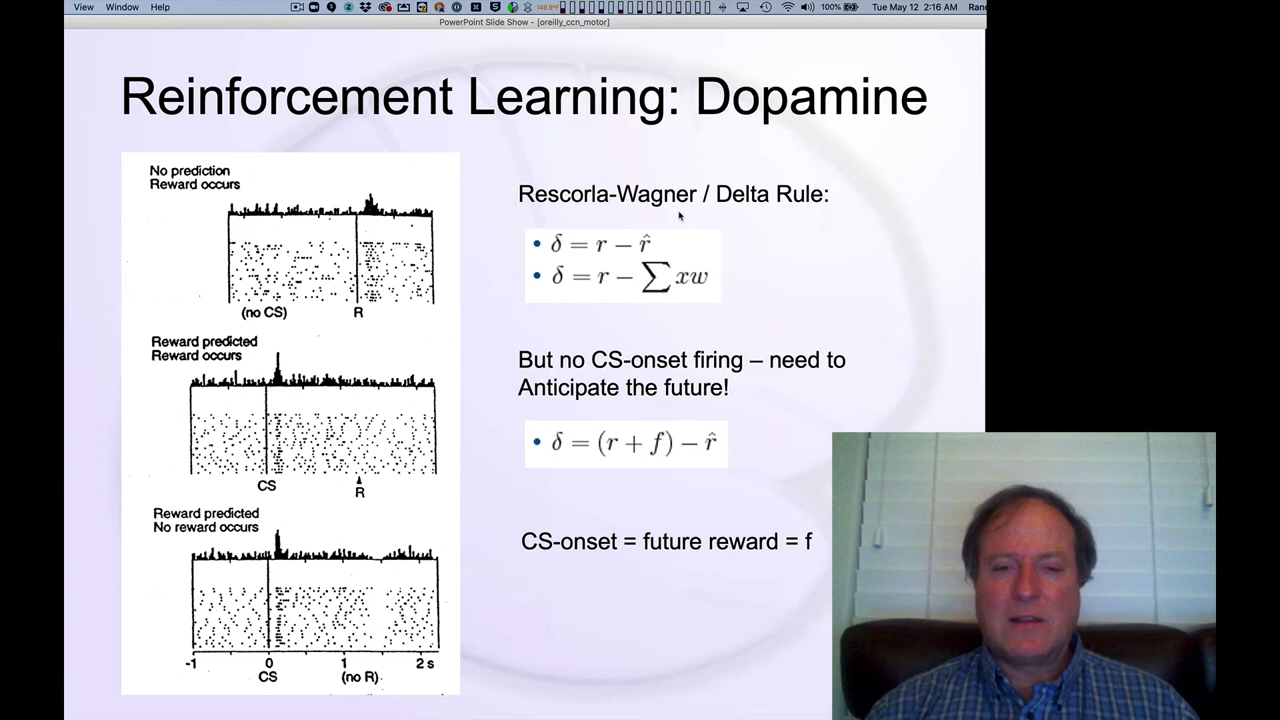 View Window Help
100%
Tue May 12 2:16 AM
PowerPoint Slide Show - [oreilly_ccn_motor]
Reinforcement Learning: Dopamine
No prediction
Reward occurs
(no CS) R
Reward predicted
Reward occurs
CS R
Reward predicted
No reward occurs
-1 0 1 2 s
CS (no R)
Rescorla-Wagner / Delta Rule:
• δ = r − r̂
• δ = r − ∑ xw
But no CS-onset firing – need to
Anticipate the future!
• δ = (r + f) − r̂
CS-onset = future reward = f